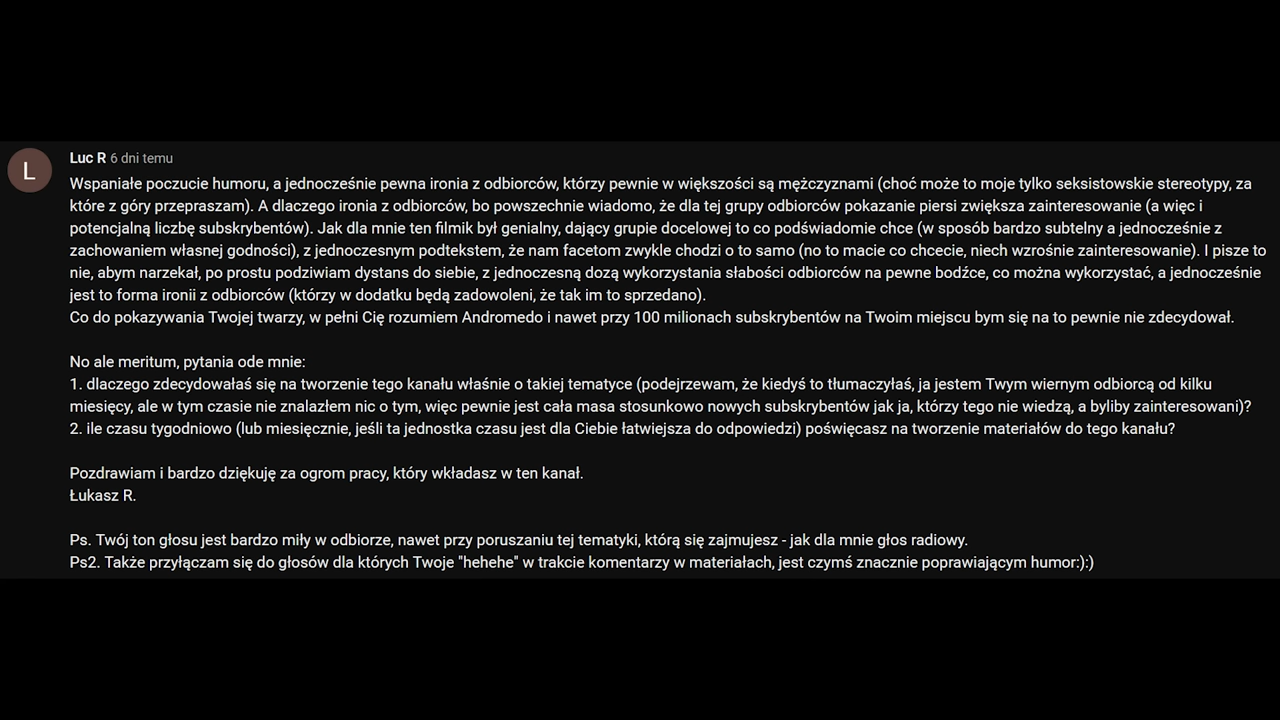 L
Luc R 6 dni temu
Wspaniałe poczucie humoru, a jednocześnie pewna ironia z odbiorców, którzy pewnie w większości są mężczyznami (choć może to moje tylko seksistowskie stereotypy, za
które z góry przepraszam). A dlaczego ironia z odbiorców, bo powszechnie wiadomo, że dla tej grupy odbiorców pokazanie piersi zwiększa zainteresowanie (a więc i
potencjalną liczbę subskrybentów). Jak dla mnie ten filmik był genialny, dający grupie docelowej to co podświadomie chce (w sposób bardzo subtelny a jednocześnie z
zachowaniem własnej godności), z jednoczesnym podtekstem, że nam facetom zwykle chodzi o to samo (no to macie co chcecie, niech wzrośnie zainteresowanie). I pisze to
nie, abym narzekał, po prostu podziwiam dystans do siebie, z jednoczesną dozą wykorzystania słabości odbiorców na pewne bodźce, co można wykorzystać, a jednocześnie
jest to forma ironii z odbiorców (którzy w dodatku będą zadowoleni, że tak im to sprzedano).
Co do pokazywania Twojej twarzy, w pełni Cię rozumiem Andromedo i nawet przy 100 milionach subskrybentów na Twoim miejscu bym się na to pewnie nie zdecydował.
No ale meritum, pytania ode mnie:
1. dlaczego zdecydowałaś się na tworzenie tego kanału właśnie o takiej tematyce (podejrzewam, że kiedyś to tłumaczyłaś, ja jestem Twym wiernym odbiorcą od kilku
miesięcy, ale w tym czasie nie znalazłem nic o tym, więc pewnie jest cała masa stosunkowo nowych subskrybentów jak ja, którzy tego nie wiedzą, a byliby zainteresowani)?
2. ile czasu tygodniowo (lub miesięcznie, jeśli ta jednostka czasu jest dla Ciebie łatwiejsza do odpowiedzi) poświęcasz na tworzenie materiałów do tego kanału?
Pozdrawiam i bardzo dziękuję za ogrom pracy, który wkładasz w ten kanał.
Łukasz R.
Ps. Twój ton głosu jest bardzo miły w odbiorze, nawet przy poruszaniu tej tematyki, którą się zajmujesz - jak dla mnie głos radiowy.
Ps2. Także przyłączam się do głosów dla których Twoje "hehehe" w trakcie komentarzy w materiałach, jest czymś znacznie poprawiającym humor:):)